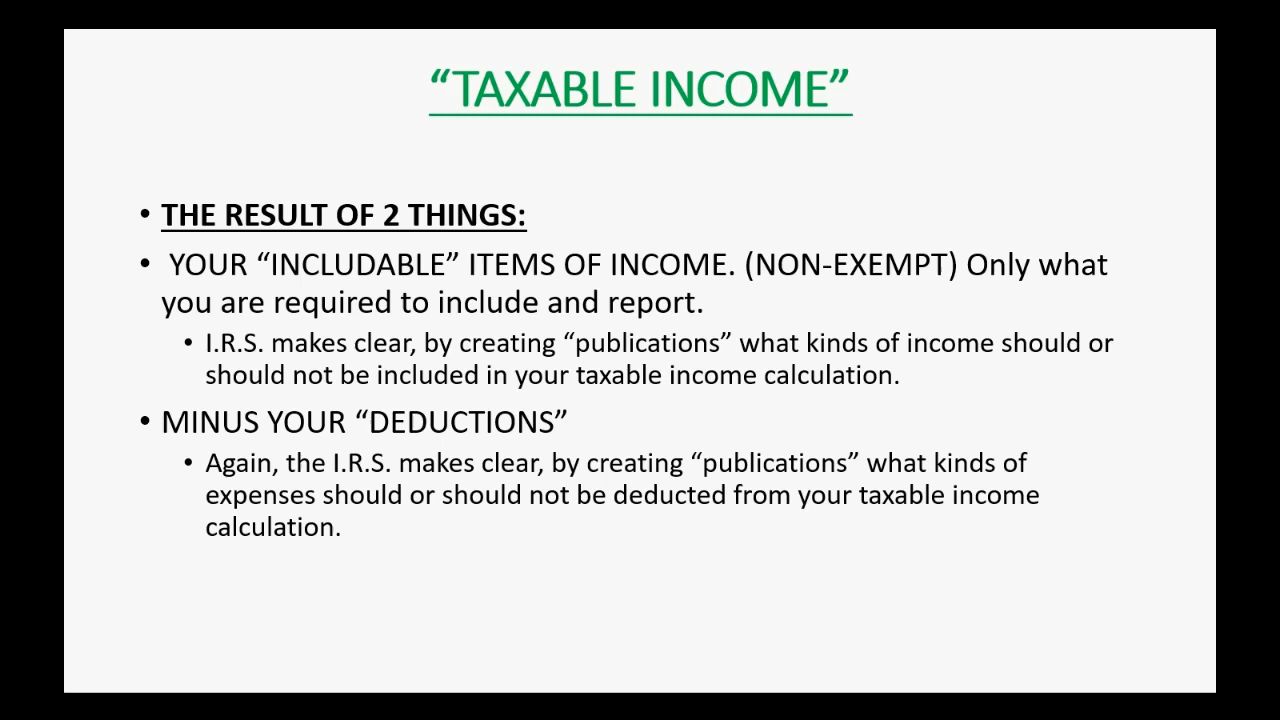 “TAXABLE INCOME”
• THE RESULT OF 2 THINGS:
• YOUR “INCLUDABLE” ITEMS OF INCOME. (NON-EXEMPT) Only what
you are required to include and report.
• I.R.S. makes clear, by creating “publications” what kinds of income should or
should not be included in your taxable income calculation.
• MINUS YOUR “DEDUCTIONS”
• Again, the I.R.S. makes clear, by creating “publications” what kinds of
expenses should or should not be deducted from your taxable income
calculation.